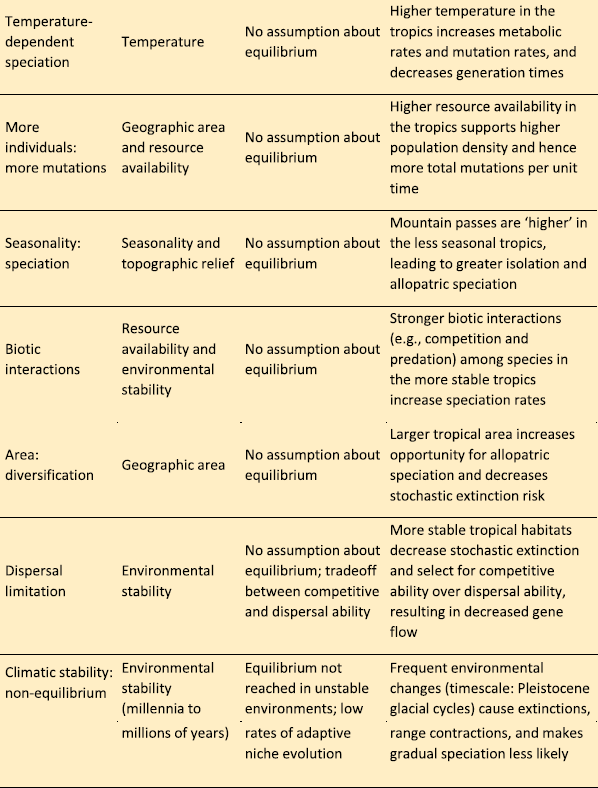 Temperature-
dependent
speciation
Temperature
No assumption about
equilibrium
Higher temperature in the
tropics increases metabolic
rates and mutation rates, and
decreases generation times
More
individuals:
more mutations
Geographic area
and resource
availability
No assumption about
equilibrium
Higher resource availability in
the tropics supports higher
population density and hence
more total mutations per unit
time
Seasonality:
speciation
Seasonality and
topographic relief
No assumption about
equilibrium
Mountain passes are ‘higher’ in
the less seasonal tropics,
leading to greater isolation and
allopatric speciation
Biotic
interactions
Resource
availability and
environmental
stability
No assumption about
equilibrium
Stronger biotic interactions
(e.g., competition and
predation) among species in
the more stable tropics
increase speciation rates
Area:
diversification
Geographic area
No assumption about
equilibrium
Larger tropical area increases
opportunity for allopatric
speciation and decreases
stochastic extinction risk
Dispersal
limitation
Environmental
stability
No assumption about
equilibrium; tradeoff
between competitive
and dispersal ability
More stable tropical habitats
decrease stochastic extinction
and select for competitive
ability over dispersal ability,
resulting in decreased gene
flow
Climatic stability:
non-equilibrium
Environmental
stability
(millennia to
millions of years)
Equilibrium not
reached in unstable
environments; low
rates of adaptive
niche evolution
Frequent environmental
changes (timescale: Pleistocene
glacial cycles) cause extinctions,
range contractions, and makes
gradual speciation less likely